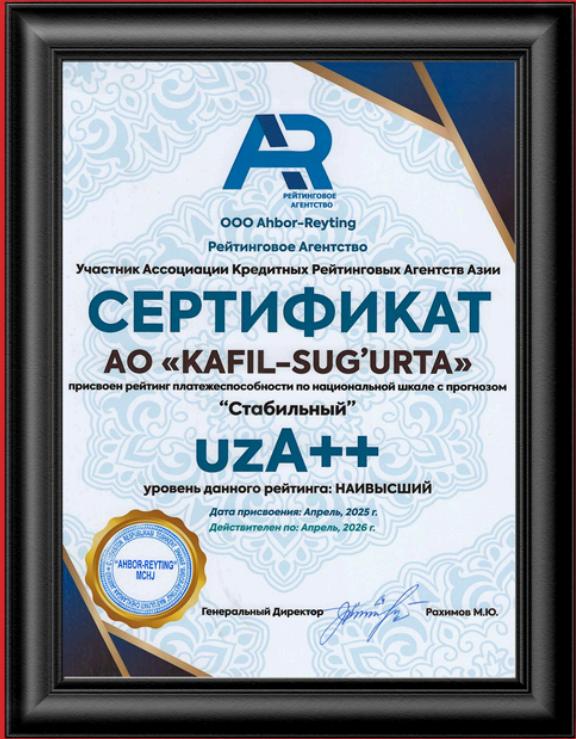 AR
РЕЙТИНГОВОЕ
АГЕНТСТВО
ООО Ahbor-Reyting
Рейтинговое Агентство
Участник Ассоциации Кредитных Рейтинговых Агентств Азии
СЕРТИФИКАТ
АО «KAFIL-SUG’URTA»
присвоен рейтинг платежеспособности по национальной шкале с прогнозом
“Стабильный”
uzA++
уровень данного рейтинга: НАИВЫСШИЙ
Дата присвоения: Апрель, 2025 г.
Действителен по: Апрель, 2026 г.
"AHBOR-REYTING"
MCHJ
Генеральный Директор
Рахимов М.Ю.